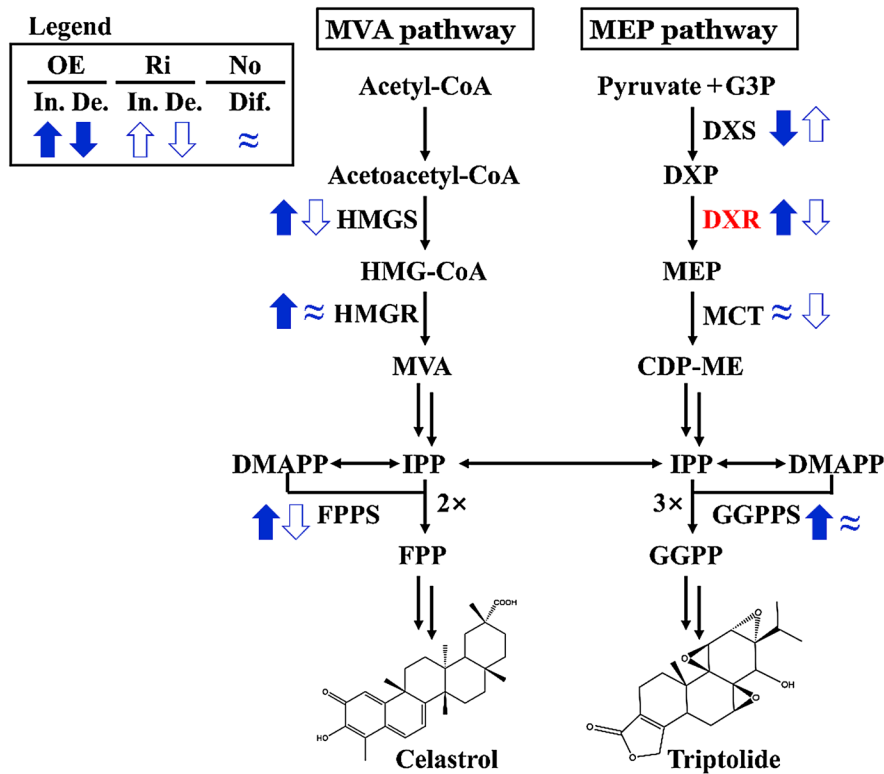 Legend
OE Ri No
In. De. In. De. Dif.
≈
MVA pathway
Acetyl-CoA
Acetoacetyl-CoA
HMGS
HMG-CoA
≈ HMGR
MVA
DMAPP IPP
FPPS 2×
FPP
COOH
O
HO
Celastrol
MEP pathway
Pyruvate + G3P
DXS
DXP
DXR
MEP
MCT ≈
CDP-ME
IPP DMAPP
3× GGPPS ≈
GGPP
O
O
OH
O
O
O
Triptolide